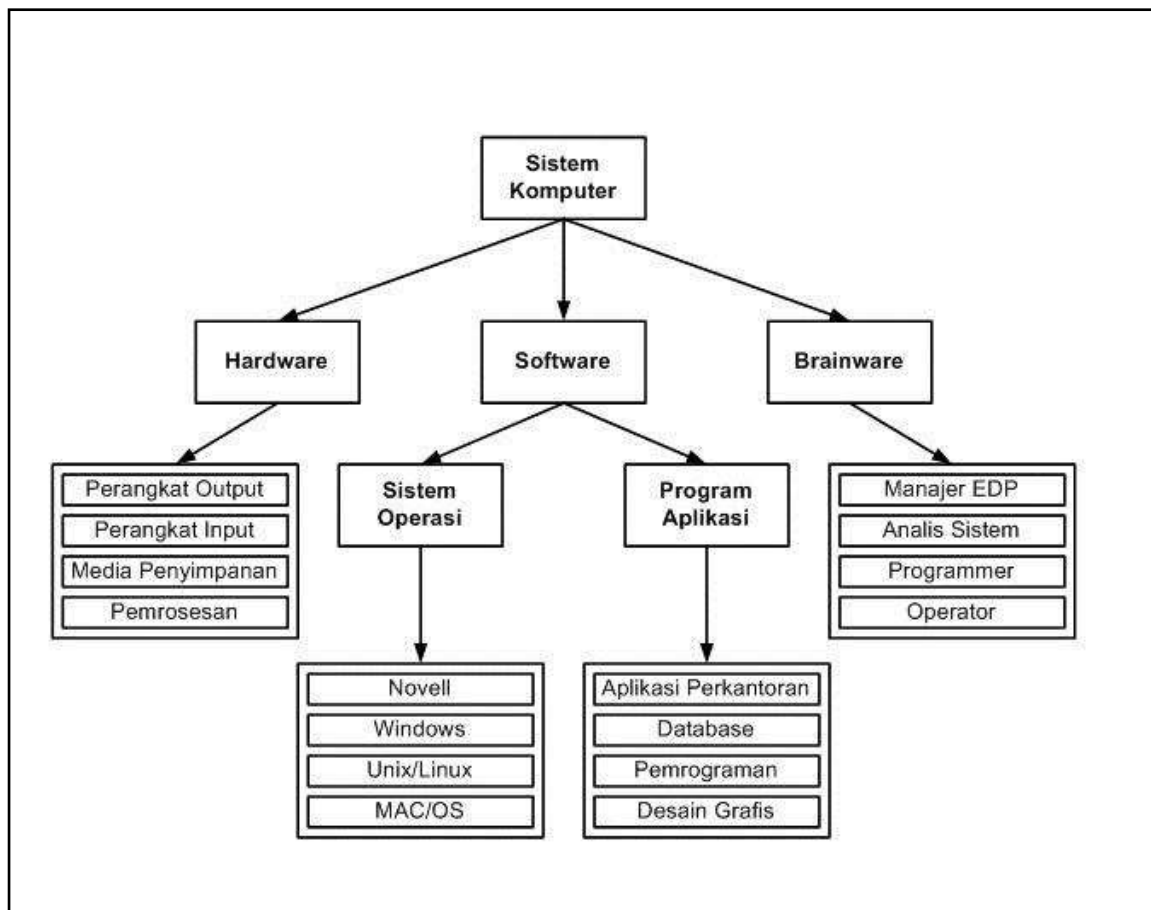 Sistem
Komputer
Hardware
Software
Brainware
Perangkat Output
Perangkat Input
Media Penyimpanan
Pemrosesan
Sistem
Operasi
Program
Aplikasi
Manajer EDP
Analis Sistem
Programmer
Operator
Novell
Windows
Unix/Linux
MAC/OS
Aplikasi Perkantoran
Database
Pemrograman
Desain Grafis